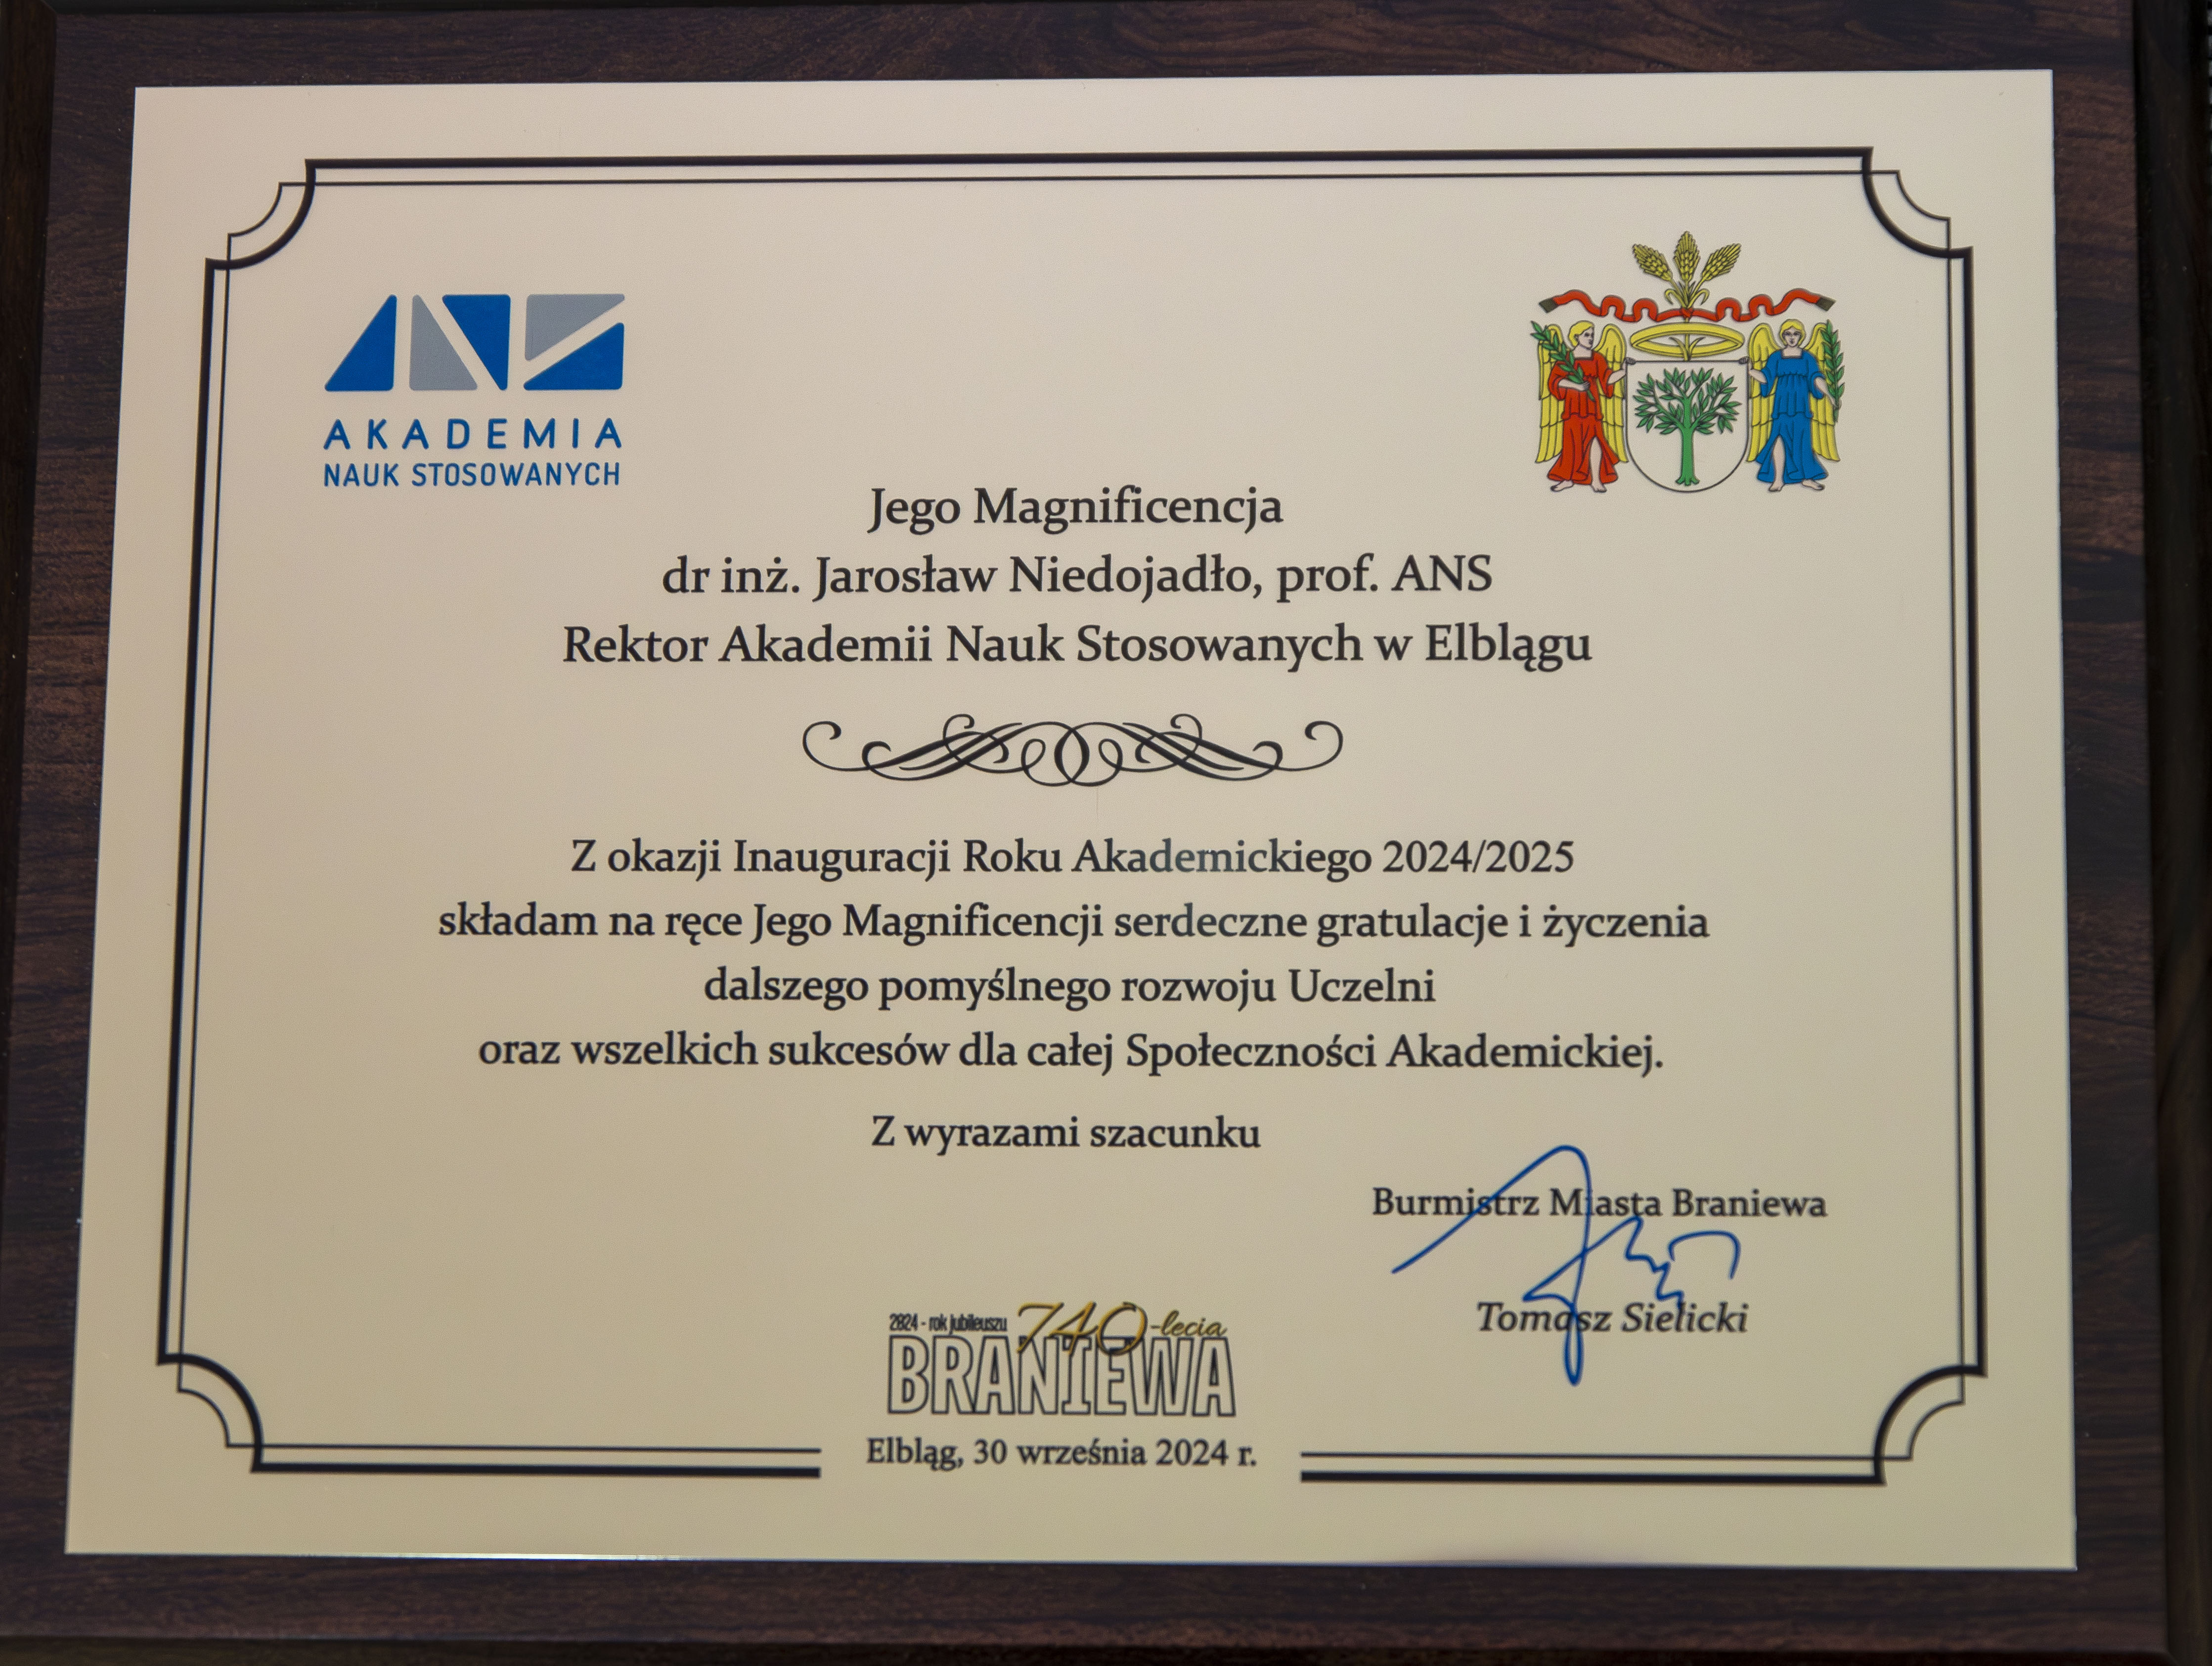 AKADEMIA
NAUK STOSOWANYCH
Jego Magnificencja
dr inż. Jarosław Niedojadło, prof. ANS
Rektor Akademii Nauk Stosowanych w Elblągu
Z okazji Inauguracji Roku Akademickiego 2024/2025
składam na ręce Jego Magnificencji serdeczne gratulacje i życzenia
dalszego pomyślnego rozwoju Uczelni
oraz wszelkich sukcesów dla całej Społeczności Akademickiej.
Z wyrazami szacunku
Burmistrz Miasta Braniewa
Tomasz Sielicki
2024 - rok jubileuszu 740-lecia
BRANIEWA
Elbląg, 30 września 2024 r.